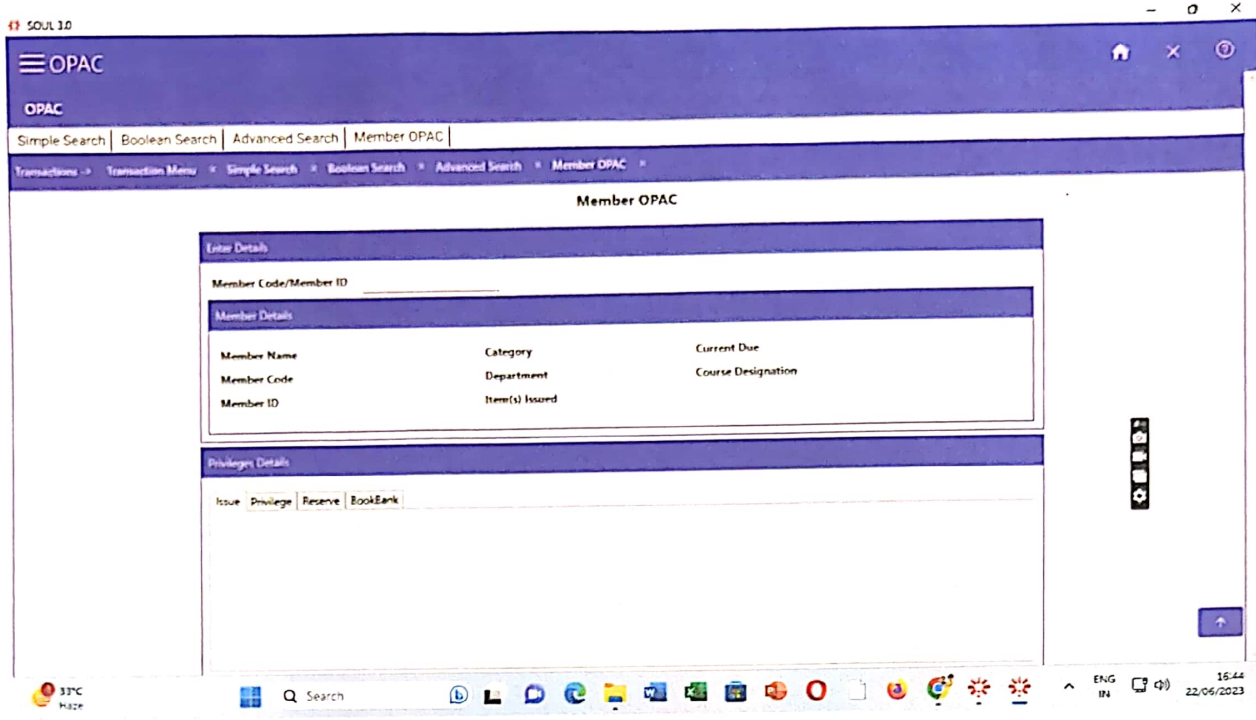 SOUL 3.0
OPAC
OPAC
Simple Search Boolean Search Advanced Search Member OPAC
Transactions -> Transaction Menu × Simple Search × Boolean Search × Advanced Search × Member OPAC ×
Member OPAC
Enter Details
Member Code/Member ID
Member Details
Member Name Category Current Due
Member Code Department Course Designation
Member ID Item(s) Issued
Privileges Details
Issue Privilege Reserve BookBank
33°C
Haze
Search
ENG
IN
16:44
22/06/2023